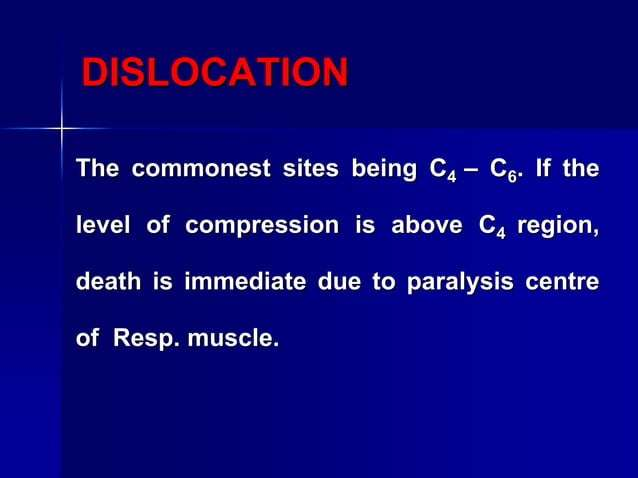 DISLOCATION
The commonest sites being C₄ – C₆. If the
level of compression is above C₄ region,
death is immediate due to paralysis centre
of Resp. muscle.